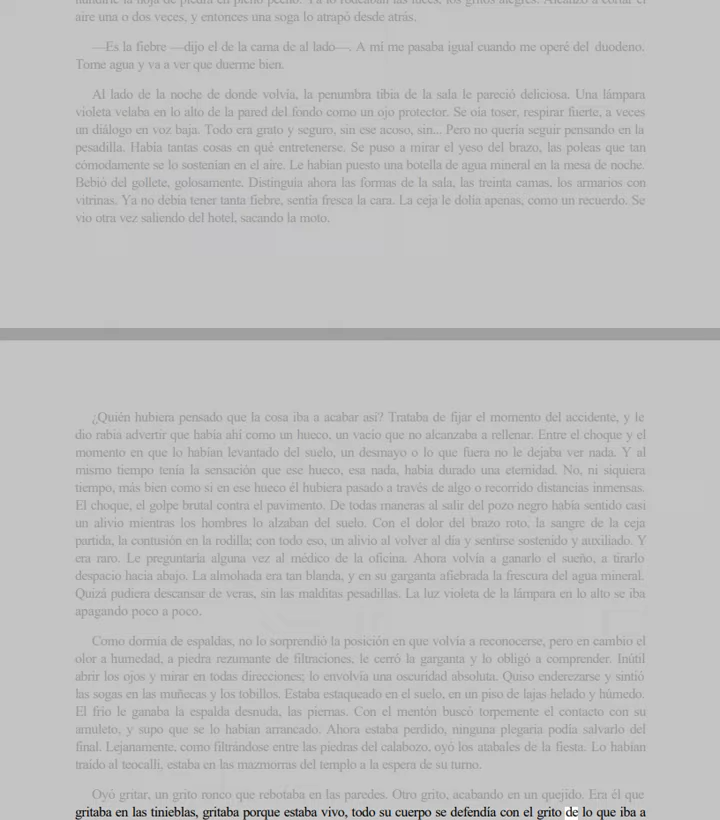 hundirle la hoja de piedra en pleno pecho. Ya lo rodeaban las luces, los gritos alegres. Alcanzó a cortar el
aire una o dos veces, y entonces una soga lo atrapó desde atrás.
—Es la fiebre —dijo el de la cama de al lado—. A mí me pasaba igual cuando me operé del duodeno.
Tome agua y va a ver que duerme bien.
Al lado de la noche de donde volvía, la penumbra tibia de la sala le pareció deliciosa. Una lámpara
violeta velaba en lo alto de la pared del fondo como un ojo protector. Se oía toser, respirar fuerte, a veces
un diálogo en voz baja. Todo era grato y seguro, sin ese acoso, sin... Pero no quería seguir pensando en la
pesadilla. Había tantas cosas en qué entretenerse. Se puso a mirar el yeso del brazo, las poleas que tan
cómodamente se lo sostenían en el aire. Le habían puesto una botella de agua mineral en la mesa de noche.
Bebió del gollete, golosamente. Distinguía ahora las formas de la sala, las treinta camas, los armarios con
vitrinas. Ya no debía tener tanta fiebre, sentía fresca la cara. La ceja le dolía apenas, como un recuerdo. Se
vio otra vez saliendo del hotel, sacando la moto.
¿Quién hubiera pensado que la cosa iba a acabar así? Trataba de fijar el momento del accidente, y le
dio rabia advertir que había ahí como un hueco, un vacío que no alcanzaba a rellenar. Entre el choque y el
momento en que lo habían levantado del suelo, un desmayo o lo que fuera no le dejaba ver nada. Y al
mismo tiempo tenía la sensación que ese hueco, esa nada, había durado una eternidad. No, ni siquiera
tiempo, más bien como si en ese hueco él hubiera pasado a través de algo o recorrido distancias inmensas.
El choque, el golpe brutal contra el pavimento. De todas maneras al salir del pozo negro había sentido casi
un alivio mientras los hombres lo alzaban del suelo. Con el dolor del brazo roto, la sangre de la ceja
partida, la contusión en la rodilla; con todo eso, un alivio al volver al día y sentirse sostenido y auxiliado. Y
era raro. Le preguntaría alguna vez al médico de la oficina. Ahora volvía a ganarlo el sueño, a tirarlo
despacio hacia abajo. La almohada era tan blanda, y en su garganta afiebrada la frescura del agua mineral.
Quizá pudiera descansar de veras, sin las malditas pesadillas. La luz violeta de la lámpara en lo alto se iba
apagando poco a poco.
Como dormía de espaldas, no lo sorprendió la posición en que volvía a reconocerse, pero en cambio el
olor a humedad, a piedra rezumante de filtraciones, le cerró la garganta y lo obligó a comprender. Inútil
abrir los ojos y mirar en todas direcciones; lo envolvía una oscuridad absoluta. Quiso enderezarse y sintió
las sogas en las muñecas y los tobillos. Estaba estaqueado en el suelo, en un piso de lajas helado y húmedo.
El frío le ganaba la espalda desnuda, las piernas. Con el mentón buscó torpemente el contacto con su
amuleto, y supo que se lo habían arrancado. Ahora estaba perdido, ninguna plegaria podía salvarlo del
final. Lejanamente, como filtrándose entre las piedras del calabozo, oyó los atabales de la fiesta. Lo habían
traído al teocalli, estaba en las mazmorras del templo a la espera de su turno.
Oyó gritar, un grito ronco que rebotaba en las paredes. Otro grito, acabando en un quejido. Era él que
gritaba en las tinieblas, gritaba porque estaba vivo, todo su cuerpo se defendía con el grito de lo que iba a